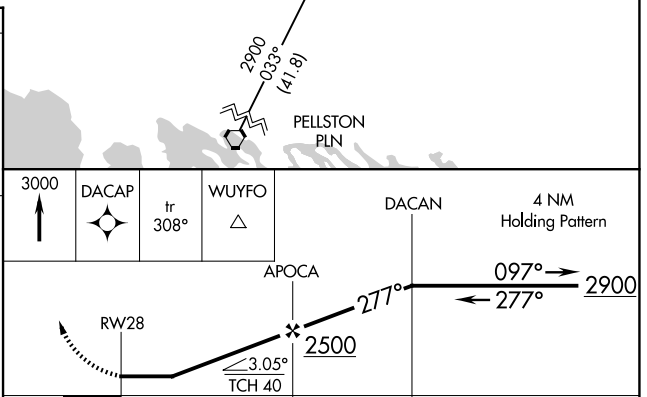 2900
033°
(41.8)
PELLSTON
PLN
3000
DACAP
tr
308°
WUYFO
DACAN
4 NM
Holding Pattern
APOCA
097°
277°
2900
277°
RW28
2500
3.05°
TCH 40